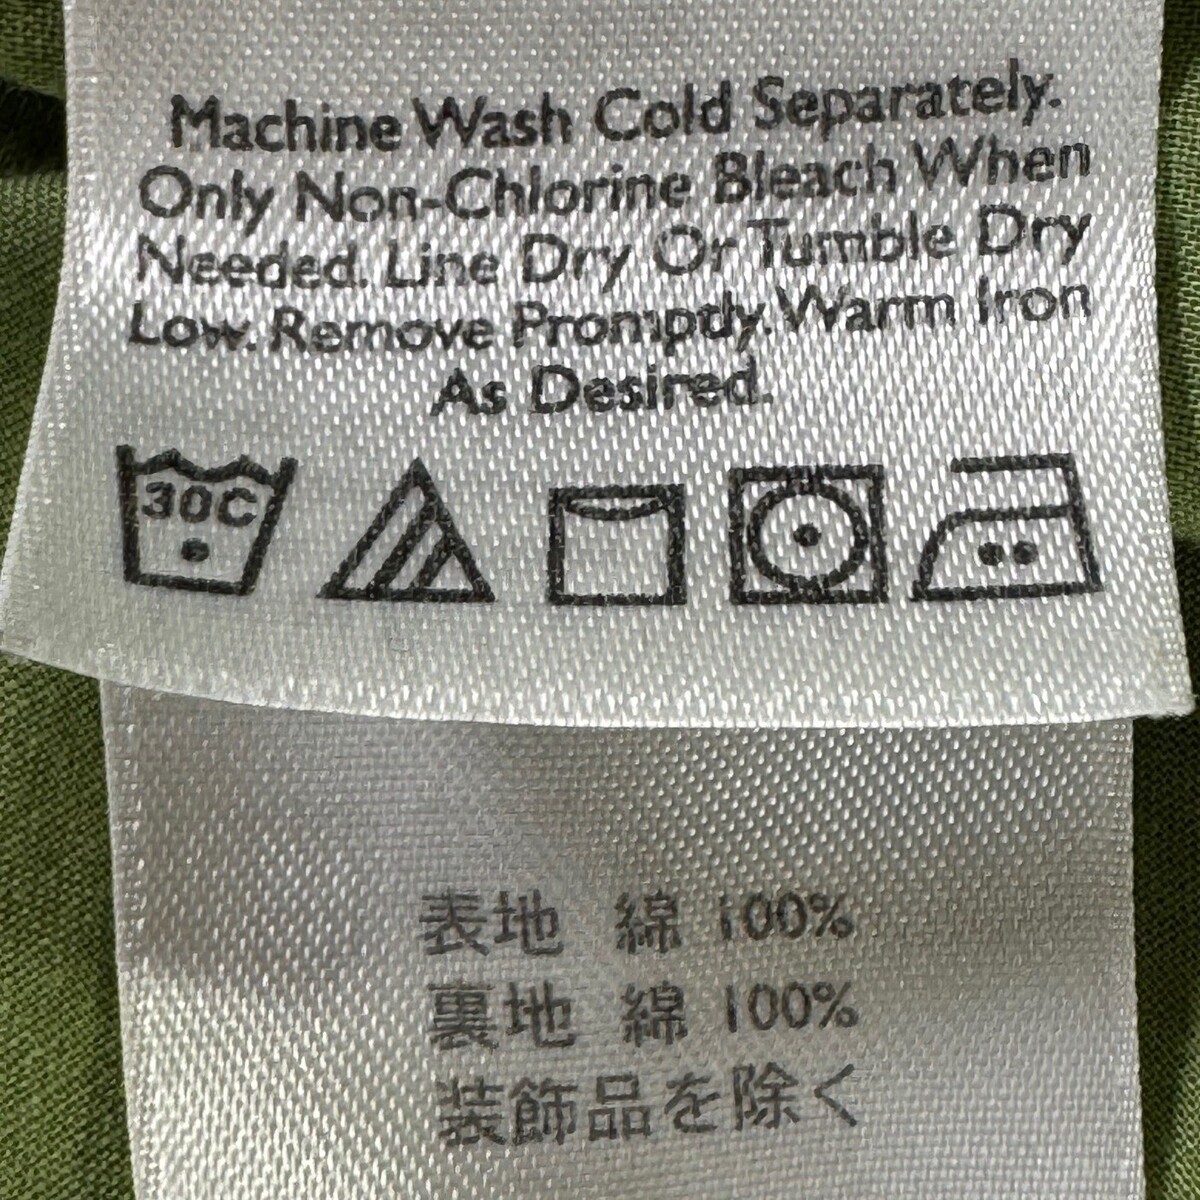 Machine Wash Cold Separately.
Only Non-Chlorine Bleach When
Needed. Line Dry Or Tumble Dry
Low. Remove Promptly. Warm Iron
As Desired.
30C
表地 綿 100%
裏地 綿 100%
装飾品を除く